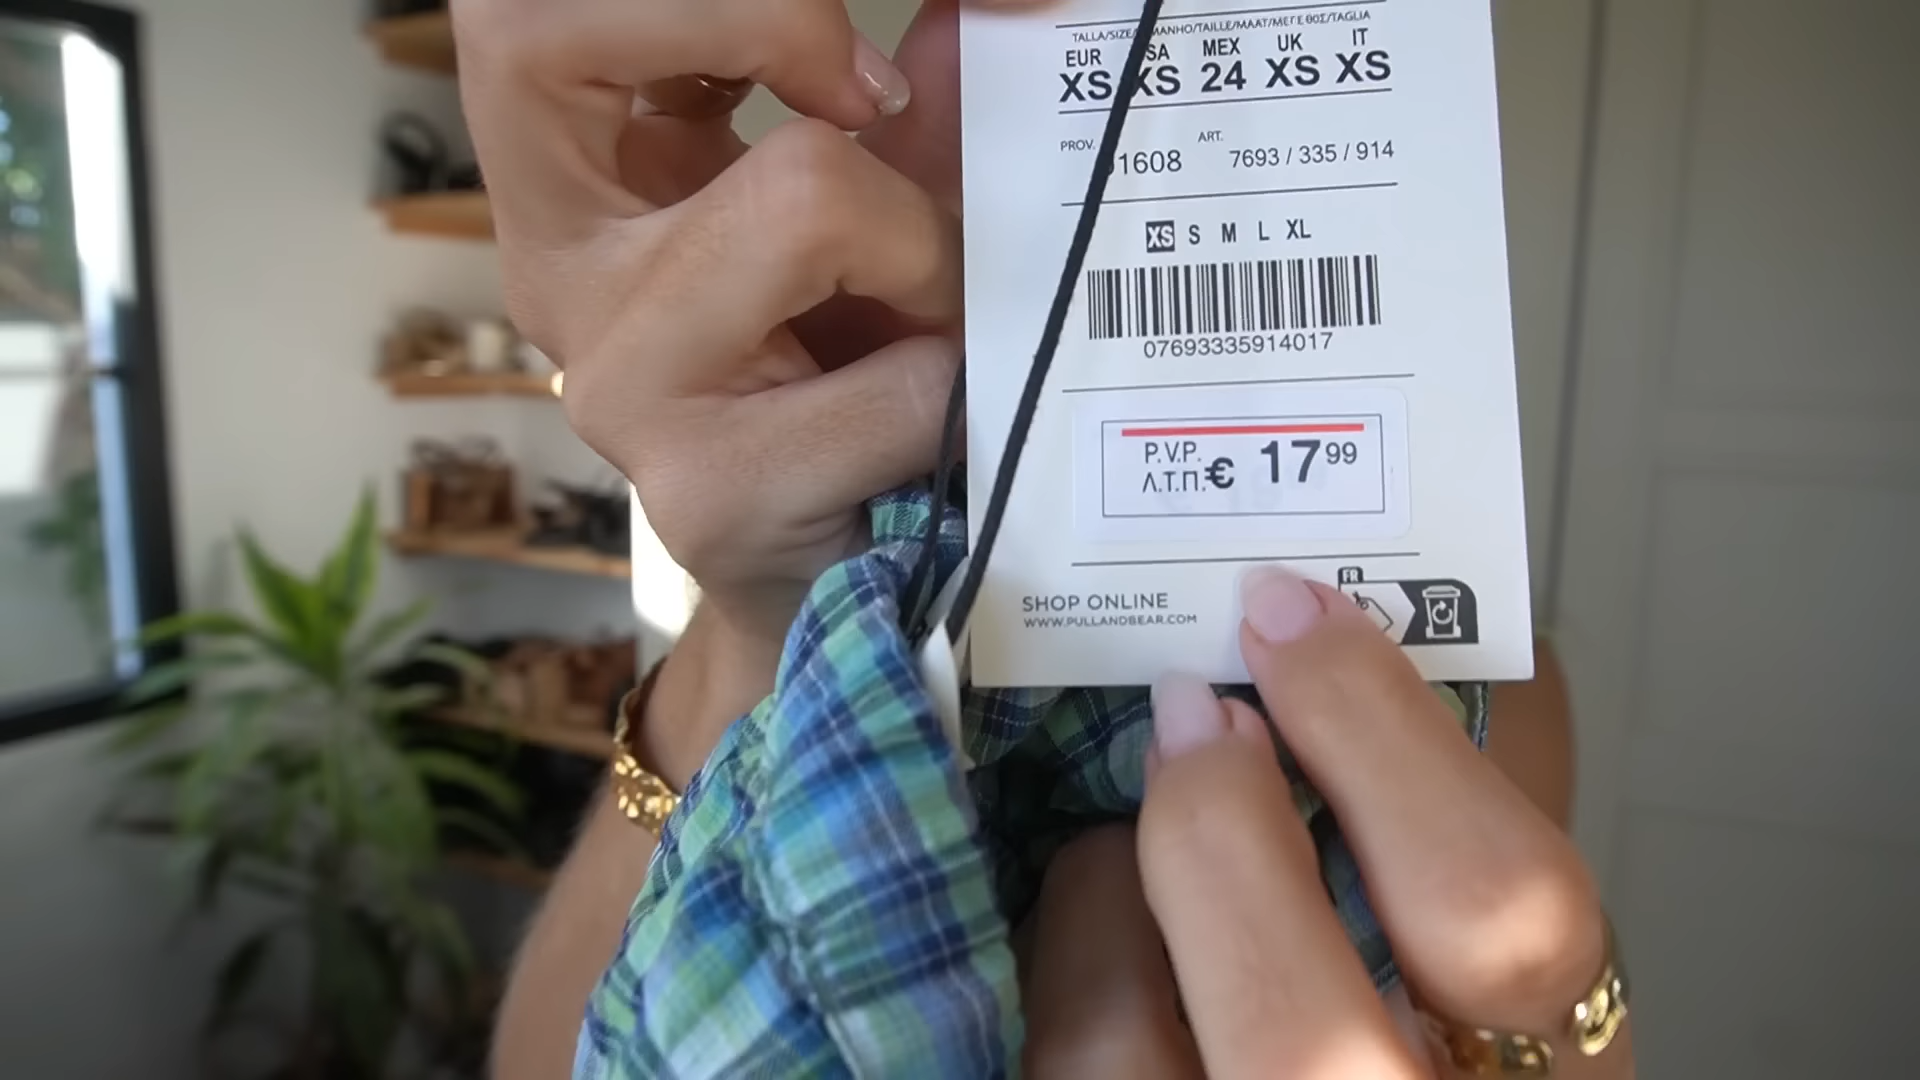 TALLA/SIZE/ MANHO/TAILLE/MAAT/ΜΕΓΕΘΟΣ/TAGLIA
EUR SA MEX UK IT
XS XS 24 XS XS
PROV. ART.
1608 7693 / 335 / 914
XS S M L XL
07693335914017
P.V.P.
Λ.Τ.Π. € 17 99
SHOP ONLINE
WWW.PULLANDBEAR.COM
FR